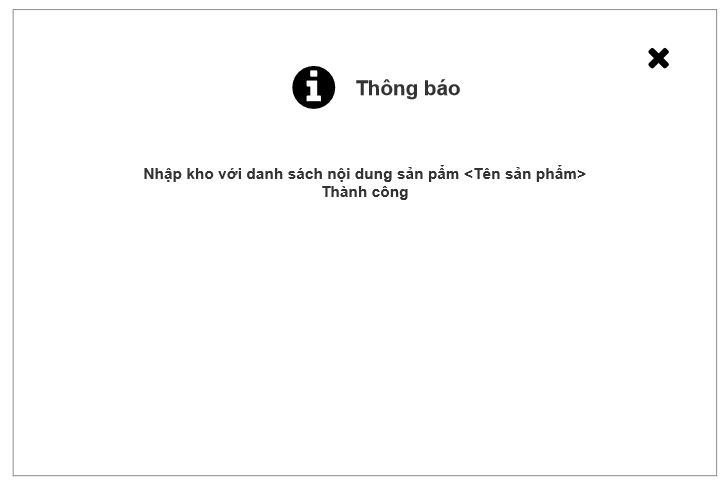 Thông báo
Nhập kho với danh sách nội dung sản pẩm <Tên sản phẩm>
Thành công